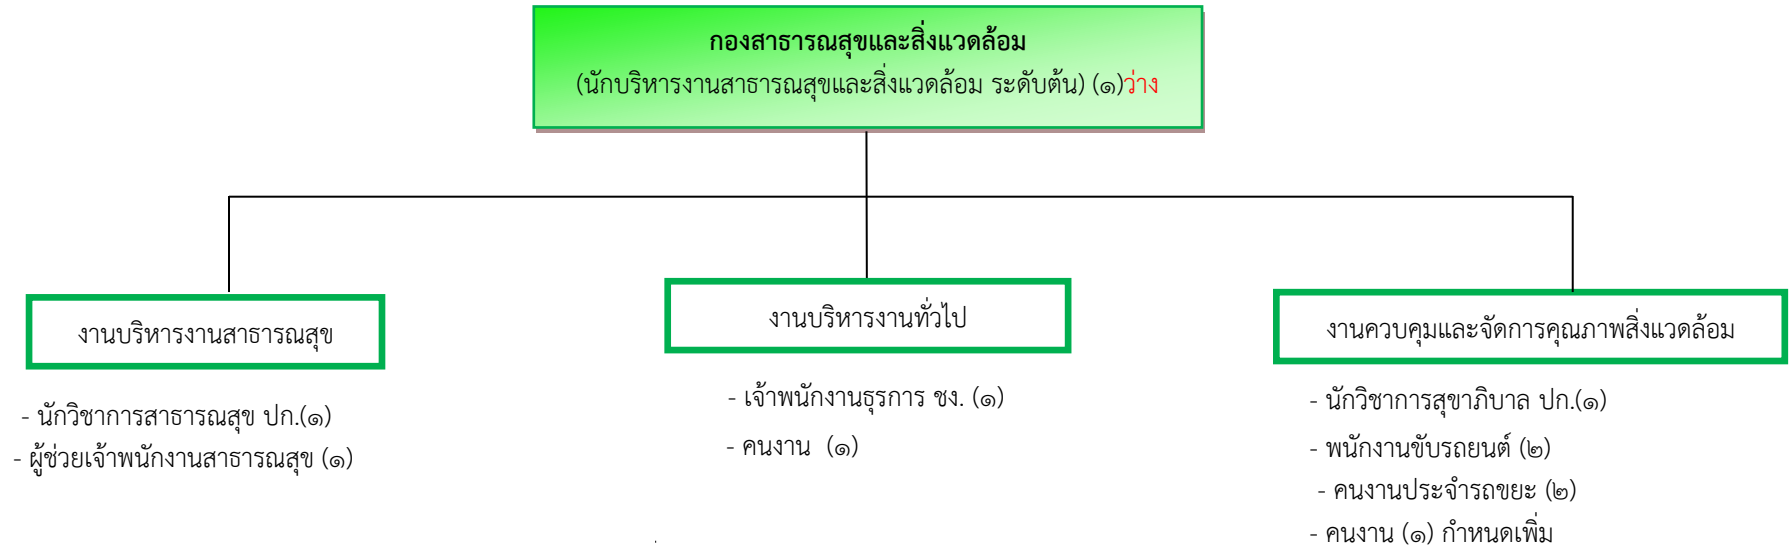 กองสาธารณสุขและสิ่งแวดล้อม
(นักบริหารงานสาธารณสุขและสิ่งแวดล้อม ระดับต้น) (๑)ว่าง
งานบริหารงานสาธารณสุข
- นักวิชาการสาธารณสุข ปก.(๑)
- ผู้ช่วยเจ้าพนักงานสาธารณสุข (๑)
งานบริหารงานทั่วไป
- เจ้าพนักงานธุรการ ชง. (๑)
- คนงาน (๑)
งานควบคุมและจัดการคุณภาพสิ่งแวดล้อม
- นักวิชาการสุขาภิบาล ปก.(๑)
- พนักงานขับรถยนต์ (๒)
- คนงานประจำรถขยะ (๒)
- คนงาน (๑) กำหนดเพิ่ม